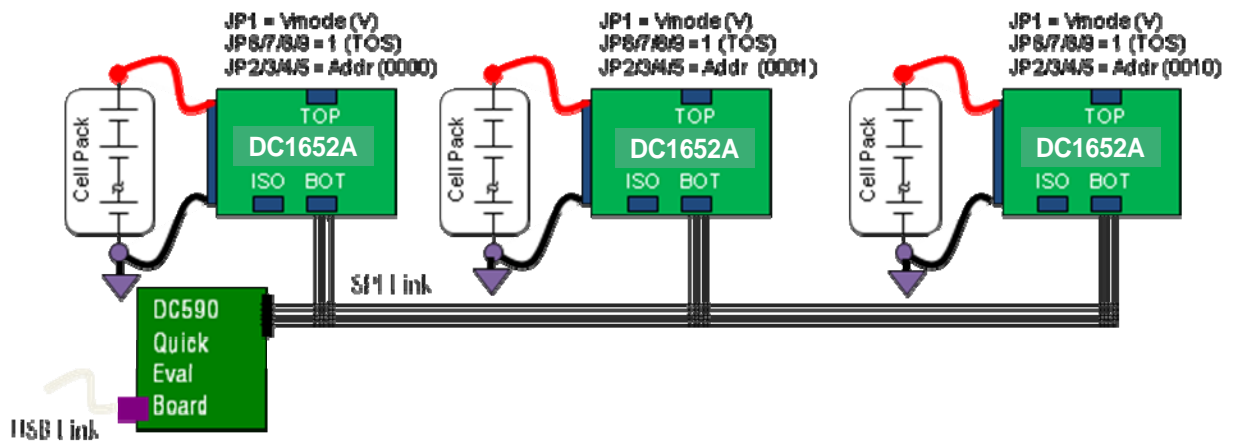 JP1 = Vmode (V)
JP6/7/8/9 = 1 (TOS)
JP2/3/4/5 = Addr (0000)
JP1 = Vmode (V)
JP6/7/8/9 = 1 (TOS)
JP2/3/4/5 = Addr (0001)
JP1 = Vmode (V)
JP6/7/8/9 = 1 (TOS)
JP2/3/4/5 = Addr (0010)
Cell Pack
TOP
DC1652A
ISO BOT
Cell Pack
TOP
DC1652A
ISO BOT
Cell Pack
TOP
DC1652A
ISO BOT
SPI Link
DC590
Quick
Eval
Board
USB Link